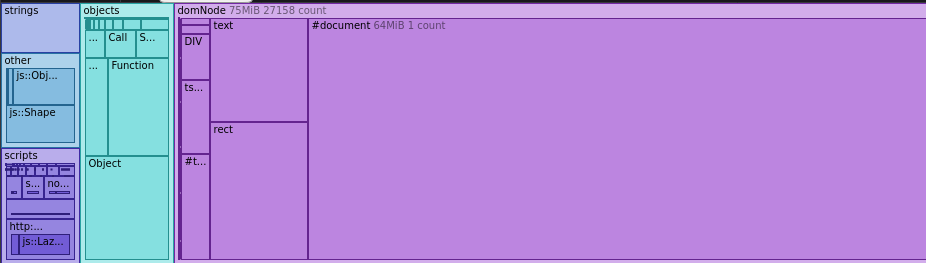 strings
objects
domNode 75MiB 27158 count
text
#document 64MiB 1 count
... Call S...
DIV
other
js::Obj...
... Function
ts...
js::Shape
rect
scripts
#t...
Object
s... no...
http:...
js::Laz...